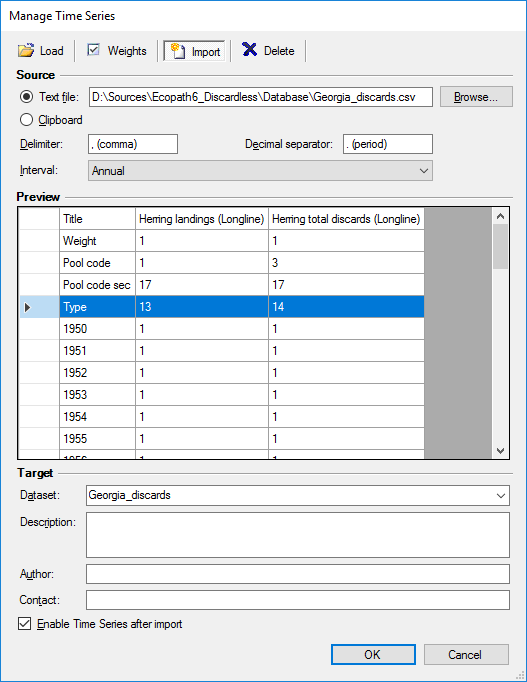 Manage Time Series
Load Weights Import Delete
Source
Text file: D:\Sources\Ecopath6_Discardless\Database\Georgia_discards.csv Browse...
Clipboard
Delimiter: , (comma) Decimal separator: . (period)
Interval: Annual
Preview
Title Herring landings (Longline) Herring total discards (Longline)
Weight 1 1
Pool code 1 3
Pool code sec 17 17
Type 13 14
1950 1 1
1951 1 1
1952 1 1
1953 1 1
1954 1 1
1955 1 1
1956 1 1
Target
Dataset: Georgia_discards
Description:
Author:
Contact:
Enable Time Series after import
OK Cancel